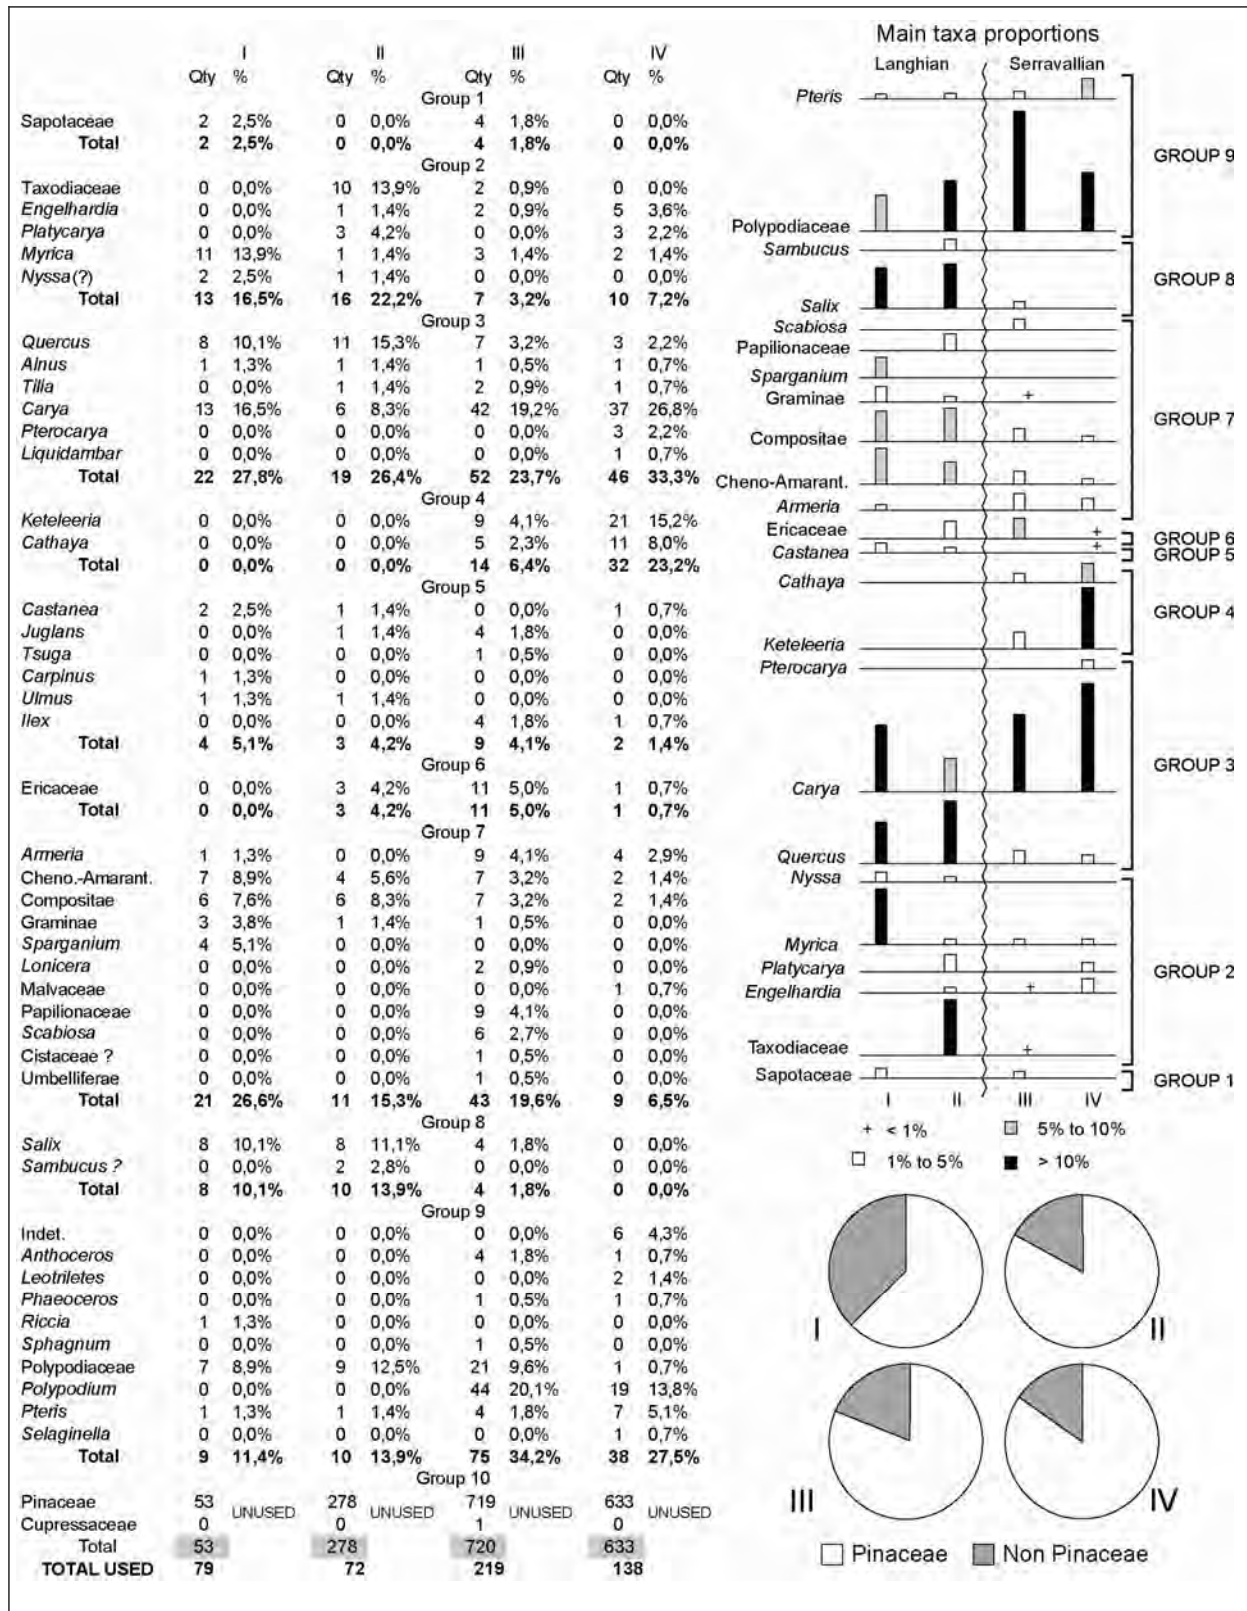 I II III IV
Qty % Qty % Qty % Qty %
Group 1
Sapotaceae 2 2,5% 0 0,0% 4 1,8% 0 0,0%
Total 2 2,5% 0 0,0% 4 1,8% 0 0,0%
Group 2
Taxodiaceae 0 0,0% 10 13,9% 2 0,9% 0 0,0%
Engelhardia 0 0,0% 1 1,4% 2 0,9% 5 3,6%
Platycarya 0 0,0% 3 4,2% 0 0,0% 3 2,2%
Myrica 11 13,9% 1 1,4% 3 1,4% 2 1,4%
Nyssa(?) 2 2,5% 1 1,4% 0 0,0% 0 0,0%
Total 13 16,5% 16 22,2% 7 3,2% 10 7,2%
Group 3
Quercus 8 10,1% 11 15,3% 7 3,2% 3 2,2%
Alnus 1 1,3% 1 1,4% 1 0,5% 1 0,7%
Tilia 0 0,0% 1 1,4% 2 0,9% 1 0,7%
Carya 13 16,5% 6 8,3% 42 19,2% 37 26,8%
Pterocarya 0 0,0% 0 0,0% 0 0,0% 3 2,2%
Liquidambar 0 0,0% 0 0,0% 0 0,0% 1 0,7%
Total 22 27,8% 19 26,4% 52 23,7% 46 33,3%
Group 4
Keteleeria 0 0,0% 0 0,0% 9 4,1% 21 15,2%
Cathaya 0 0,0% 0 0,0% 5 2,3% 11 8,0%
Total 0 0,0% 0 0,0% 14 6,4% 32 23,2%
Group 5
Castanea 2 2,5% 1 1,4% 0 0,0% 1 0,7%
Juglans 0 0,0% 1 1,4% 4 1,8% 0 0,0%
Tsuga 0 0,0% 0 0,0% 1 0,5% 0 0,0%
Carpinus 1 1,3% 0 0,0% 0 0,0% 0 0,0%
Ulmus 1 1,3% 1 1,4% 0 0,0% 0 0,0%
Ilex 0 0,0% 0 0,0% 4 1,8% 1 0,7%
Total 4 5,1% 3 4,2% 9 4,1% 2 1,4%
Group 6
Ericaceae 0 0,0% 3 4,2% 11 5,0% 1 0,7%
Total 0 0,0% 3 4,2% 11 5,0% 1 0,7%
Group 7
Armeria 1 1,3% 0 0,0% 9 4,1% 4 2,9%
Cheno.-Amarant. 7 8,9% 4 5,6% 7 3,2% 2 1,4%
Compositae 6 7,6% 6 8,3% 7 3,2% 2 1,4%
Graminae 3 3,8% 1 1,4% 1 0,5% 0 0,0%
Sparganium 4 5,1% 0 0,0% 0 0,0% 0 0,0%
Lonicera 0 0,0% 0 0,0% 2 0,9% 0 0,0%
Malvaceae 0 0,0% 0 0,0% 0 0,0% 1 0,7%
Papilionaceae 0 0,0% 0 0,0% 9 4,1% 0 0,0%
Scabiosa 0 0,0% 0 0,0% 6 2,7% 0 0,0%
Cistaceae ? 0 0,0% 0 0,0% 1 0,5% 0 0,0%
Umbelliferae 0 0,0% 0 0,0% 1 0,5% 0 0,0%
Total 21 26,6% 11 15,3% 43 19,6% 9 6,5%
Group 8
Salix 8 10,1% 8 11,1% 4 1,8% 0 0,0%
Sambucus ? 0 0,0% 2 2,8% 0 0,0% 0 0,0%
Total 8 10,1% 10 13,9% 4 1,8% 0 0,0%
Group 9
Indet. 0 0,0% 0 0,0% 0 0,0% 6 4,3%
Anthoceros 0 0,0% 0 0,0% 4 1,8% 1 0,7%
Leotriletes 0 0,0% 0 0,0% 0 0,0% 2 1,4%
Phaeoceros 0 0,0% 0 0,0% 1 0,5% 1 0,7%
Riccia 1 1,3% 0 0,0% 0 0,0% 0 0,0%
Sphagnum 0 0,0% 0 0,0% 1 0,5% 0 0,0%
Polypodiaceae 7 8,9% 9 12,5% 21 9,6% 1 0,7%
Polypodium 0 0,0% 0 0,0% 44 20,1% 19 13,8%
Pteris 1 1,3% 1 1,4% 4 1,8% 7 5,1%
Selaginella 0 0,0% 0 0,0% 0 0,0% 1 0,7%
Total 9 11,4% 10 13,9% 75 34,2% 38 27,5%
Group 10
Pinaceae 53 278 719 633
UNUSED UNUSED UNUSED UNUSED
Cupressaceae 0 0 1 0
Total 53 278 720 633
TOTAL USED 79 72 219 138
Main taxa proportions
Langhian Serravallian
Pteris
GROUP 9
Polypodiaceae
Sambucus
GROUP 8
Salix
Scabiosa
Papilionaceae
Sparganium
Graminae +
GROUP 7
Compositae
Cheno-Amarant.
Armeria
Ericaceae +
GROUP 6
Castanea +
GROUP 5
Cathaya
GROUP 4
Keteleeria
Pterocarya
GROUP 3
Carya
Quercus
Nyssa
Myrica
Platycarya
GROUP 2
Engelhardia +
Taxodiaceae +
Sapotaceae
GROUP 1
I II III IV
+ < 1% 5% to 10%
1% to 5% > 10%
I II
III IV
Pinaceae Non Pinaceae